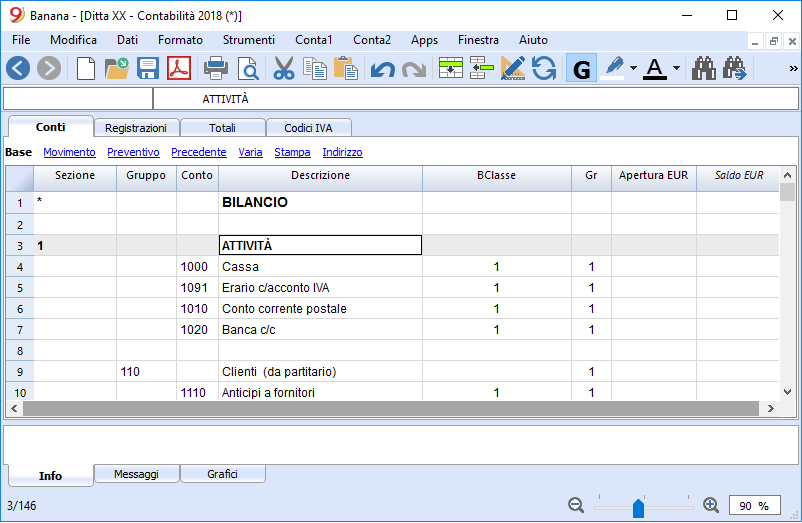 Banana - [Ditta XX - Contabilità 2018 (*)]
File Modifica Dati Formato Strumenti Conta1 Conta2 Apps Finestra Aiuto
G A »
ATTIVITÀ
Conti Registrazioni Totali Codici IVA
Base Movimento Preventivo Precedente Varia Stampa Indirizzo
Sezione Gruppo Conto Descrizione BClasse Gr Apertura EUR Saldo EUR
1 * BILANCIO
2
3 1 ATTIVITÀ
4 1000 Cassa 1 1
5 1091 Erario c/acconto IVA 1 1
6 1010 Conto corrente postale 1 1
7 1020 Banca c/c 1 1
8
9 110 Clienti (da partitario) 1
10 1110 Anticipi a fornitori 1 1
Info Messaggi Grafici
3/146 90 %